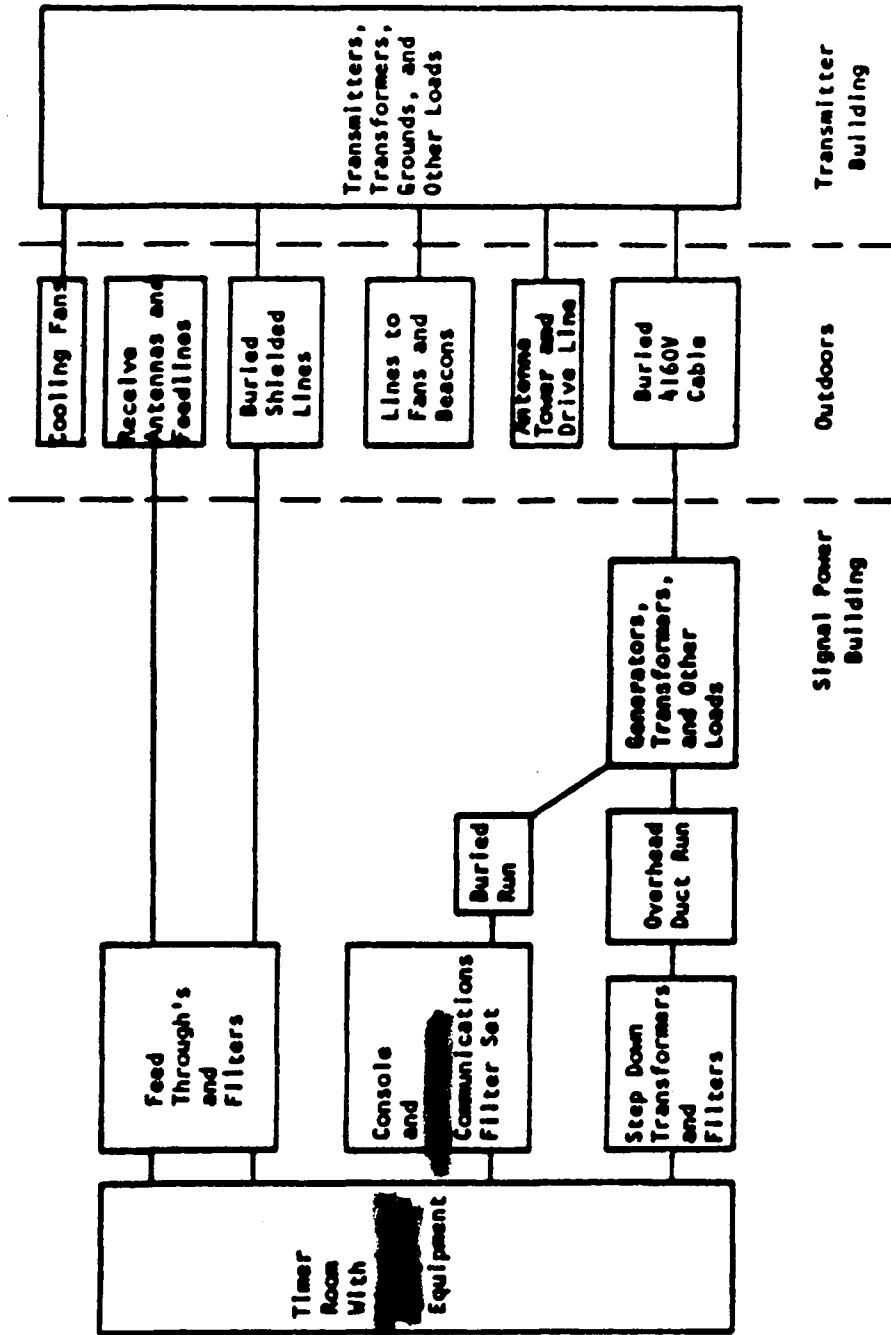 Timer
Room
With
Equipment
Feed
Through's
and
Filters
Console
and
Communications
Filter Set
Step Down
Transformers
and
Filters
Buried
Run
Overhead
Duct Run
Generators,
Transformers,
and Other
Loads
Signal Power
Building
Cooling Fans
Receive
Antennas and
Feedlines
Buried
Shielded
Lines
Lines to
Fans and
Beacons
Antenna
Tower and
Drive Line
Buried
4160V
Cable
Outdoors
Transmitters,
Transformers,
Grounds, and
Other Loads
Transmitter
Building